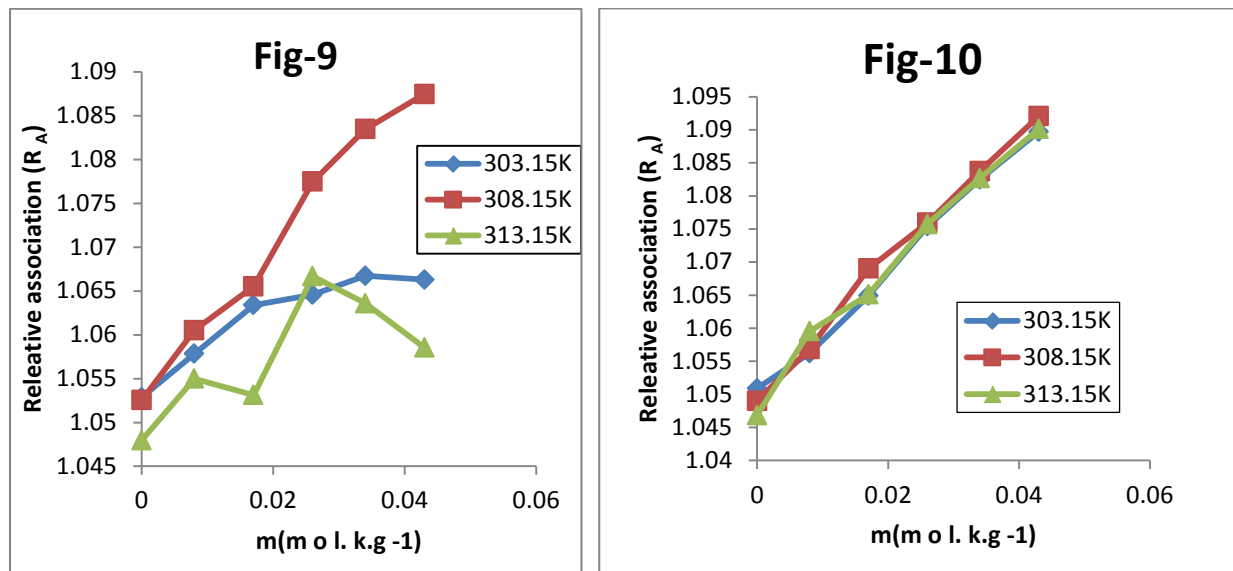 Fig-9
Releative association (R A)
1.09
1.085
1.08
1.075
1.07
1.065
1.06
1.055
1.05
1.045
0
0.02
0.04
0.06
m(m o l. k.g -1)
303.15K
308.15K
313.15K
Fig-10
Releative association (R A)
1.095
1.09
1.085
1.08
1.075
1.07
1.065
1.06
1.055
1.05
1.045
1.04
0
0.02
0.04
0.06
m(m o l. k.g -1)
303.15K
308.15K
313.15K